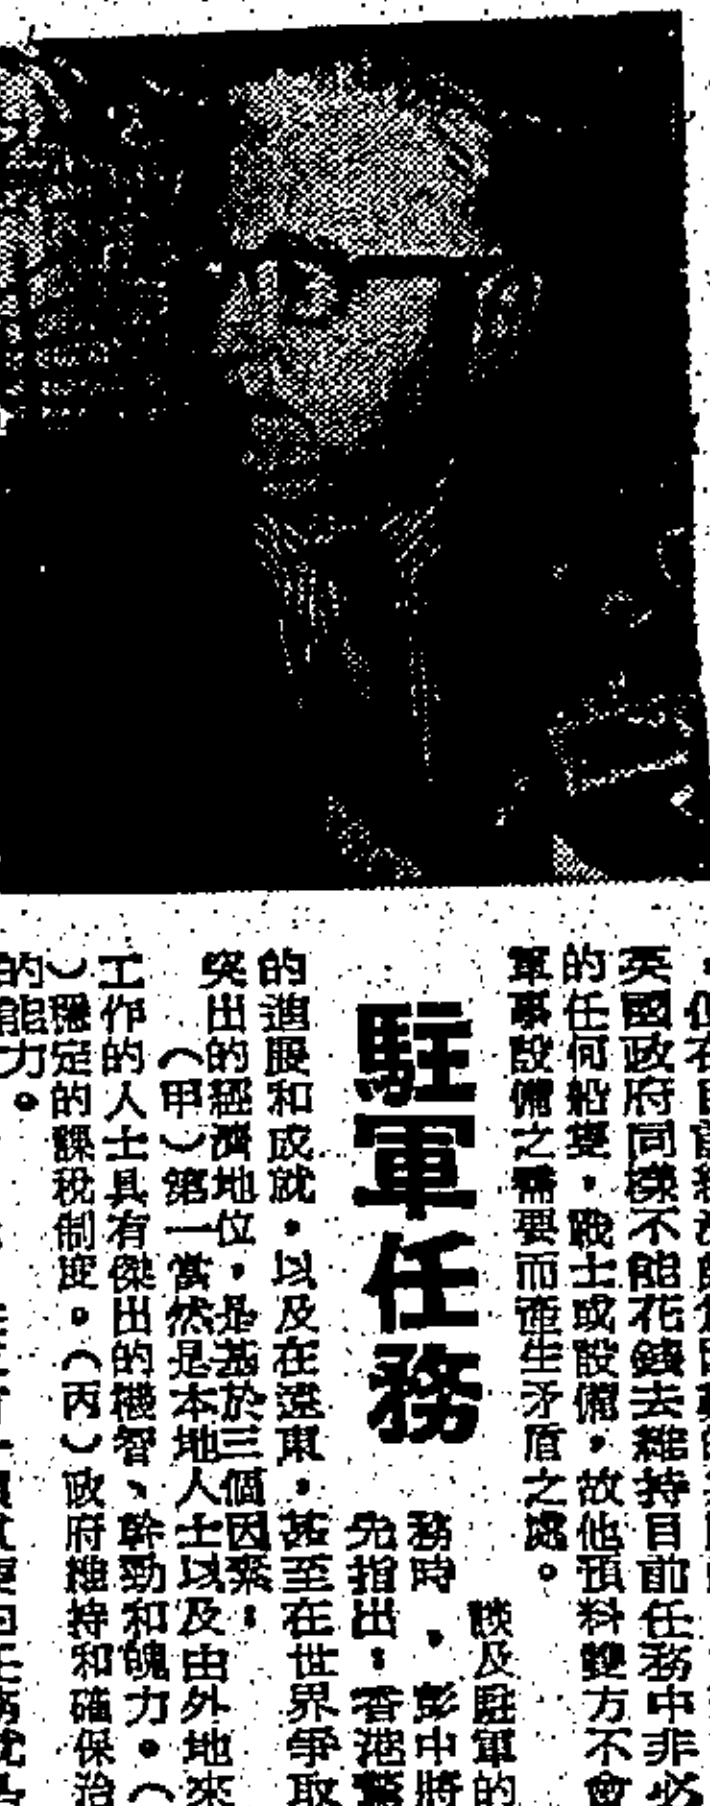 英國政府同樣不能花錢去維持目前任務中非必
的任何船隻，戰士或設備，故他預料雙方不會
軍事設備之需要而產生矛盾之處。
駐軍任務
談及駐軍的
務時，彭中將
先指出：香港驚
的進展和成就，以及在遠東，甚至在世界爭取
突出的經濟地位，是基於三個因素：
（甲）第一當然是本地人士以及由外地來
工作的人士具有傑出的機智、幹勁和魄力。（
）穩定的課稅制度。（丙）政府維持和確保治
的能力。